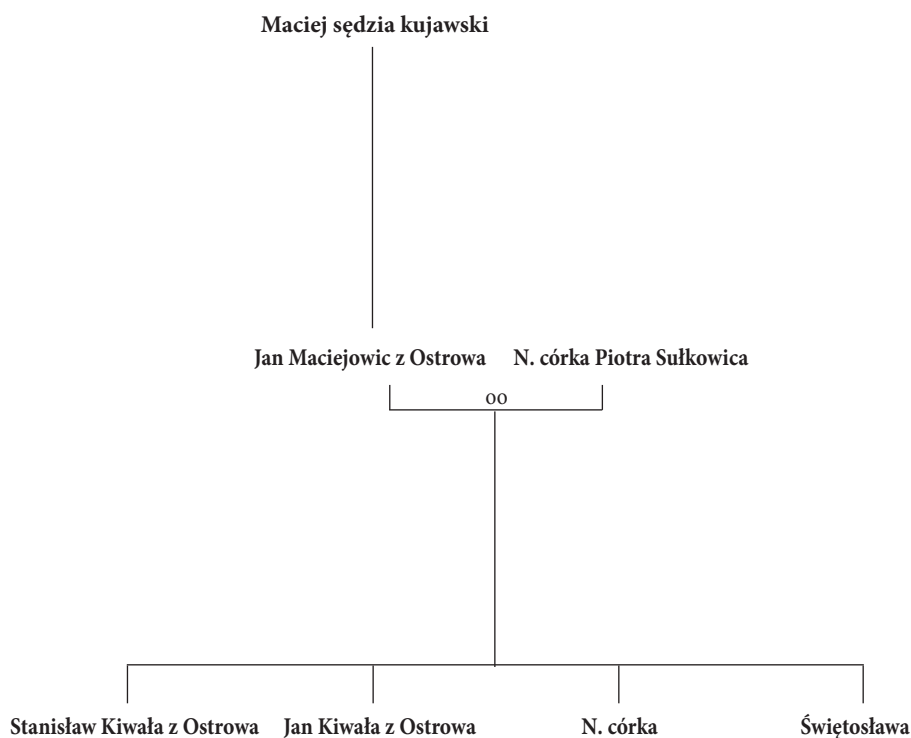 Maciej sędzia kujawski
Jan Maciejowic z Ostrowa N. córka Piotra Sułkowica
oo
Stanisław Kiwała z Ostrowa Jan Kiwała z Ostrowa N. córka Świętosława